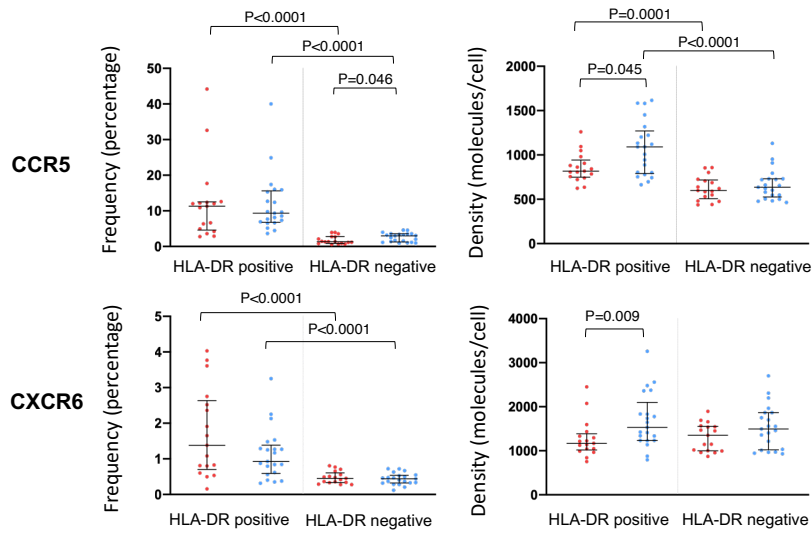 P<0.0001
P<0.0001
P=0.046
CCR5
Frequency (percentage)
50
40
30
20
10
0
HLA-DR positive
HLA-DR negative
P<0.0001
P<0.0001
P=0.045
Density (molecules/cell)
2000
1500
1000
500
0
HLA-DR positive
HLA-DR negative
P<0.0001
P<0.0001
CXCR6
Frequency (percentage)
5
4
3
2
1
0
HLA-DR positive
HLA-DR negative
P=0.009
Density (molecules/cell)
4000
3000
2000
1000
0
HLA-DR positive
HLA-DR negative